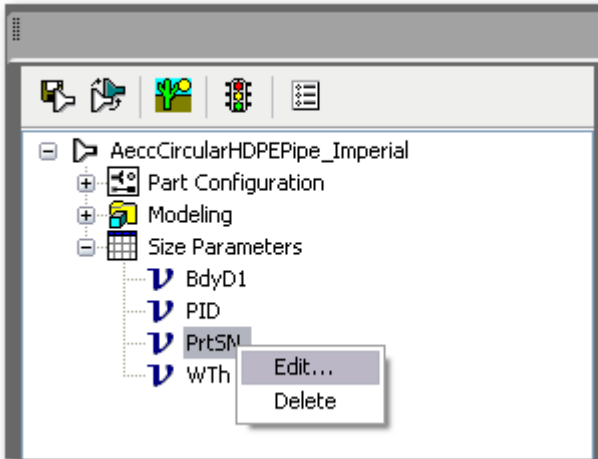 AeccCircularHDPEPipe_Imperial
Part Configuration
Modeling
Size Parameters
BdyD1
PID
PrtSN
WTh
Edit...
Delete